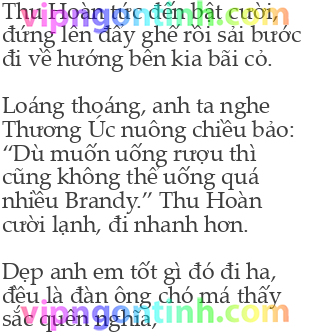 Thu Hoàn tức đến bật cười,
đứng lên đẩy ghế rồi sải bước
đi về hướng bên kia bãi cỏ.
Loáng thoáng, anh ta nghe
Thương Úc nuông chiều bảo:
“Dù muốn uống rượu thì
cũng không thể uống quá
nhiều Brandy.” Thu Hoàn
cười lạnh, đi nhanh hơn.
Dẹp anh em tốt gì đó đi ha,
đều là đàn ông chó má thấy
sắc quên nghĩa,
vipngontinh.com
vipngontinh.com